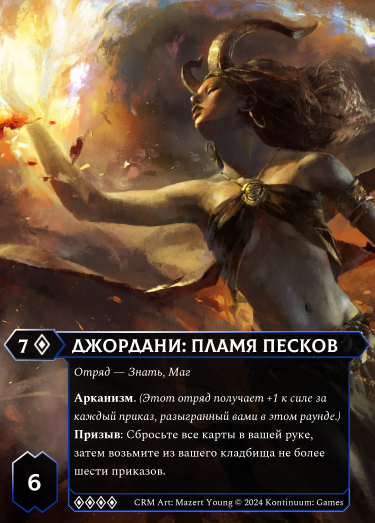 7 ДЖОРДАНИ: ПЛАМЯ ПЕСКОВ
Отряд — Знать, Маг
Арканизм. (Этот отряд получает +1 к силе за
каждый приказ, разыгранный вами в этом раунде.)
Призыв: Сбросьте все карты в вашей руке,
затем возьмите из вашего кладбища не более
шести приказов.
6
CRM Art: Mazert Young © 2024 Kontinuum: Games